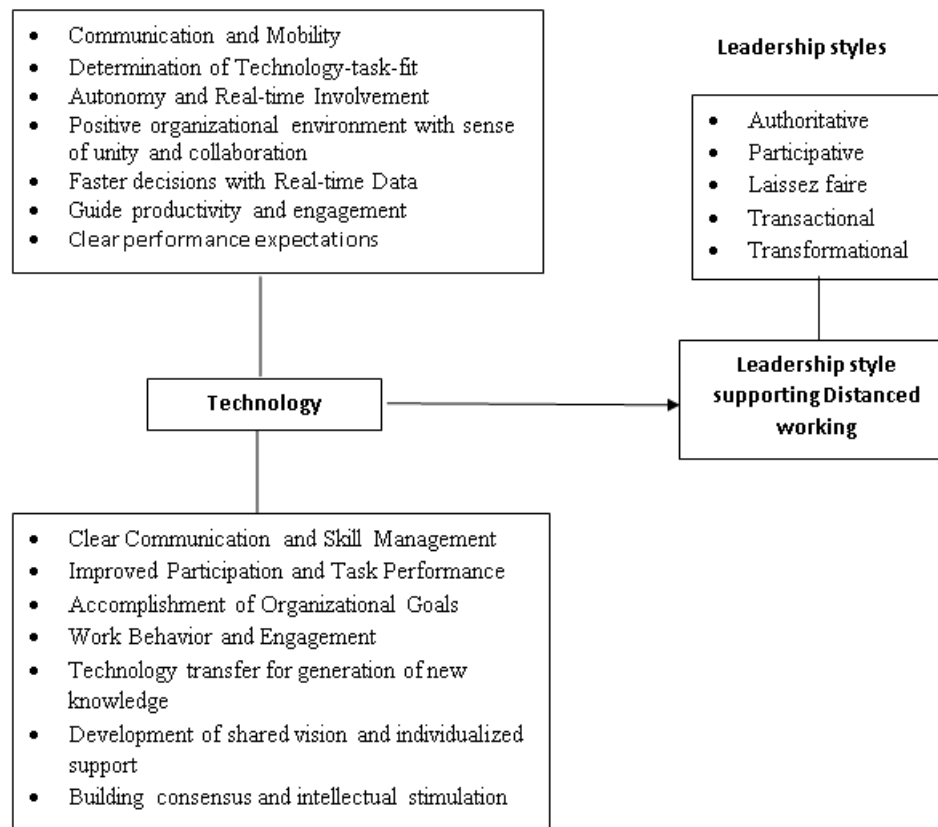 • Communication and Mobility
• Determination of Technology-task-fit
• Autonomy and Real-time Involvement
• Positive organizational environment with sense
of unity and collaboration
• Faster decisions with Real-time Data
• Guide productivity and engagement
• Clear performance expectations
Leadership styles
• Authoritative
• Participative
• Laissez faire
• Transactional
• Transformational
Technology
Leadership style
supporting Distanced
working
• Clear Communication and Skill Management
• Improved Participation and Task Performance
• Accomplishment of Organizational Goals
• Work Behavior and Engagement
• Technology transfer for generation of new
knowledge
• Development of shared vision and individualized
support
• Building consensus and intellectual stimulation